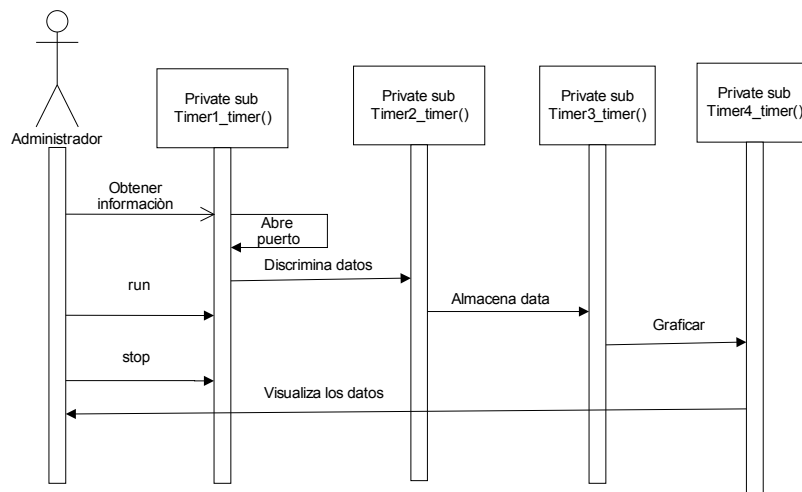 Administrador
Private sub
Timer1_timer()
Private sub
Timer2_timer()
Private sub
Timer3_timer()
Private sub
Timer4_timer()
Obtener
informaciòn
Abre
puerto
Discrimina datos
run
Almacena data
Graficar
stop
Visualiza los datos